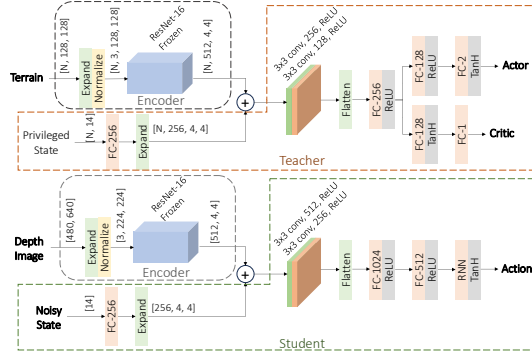 Terrain
[N, 128, 128]
Expand
Normalize
[N, 3, 128, 128]
ResNet-16
Frozen
[N, 512, 4, 4]
Encoder
Privileged
State
[N, 14]
FC-256
Expand
[N, 256, 4, 4]
+
3x3 conv, 256, ReLU
3x3 conv, 128, ReLU
Flatten
FC-256
ReLU
FC-128
ReLU
FC-2
TanH
Actor
FC-128
TanH
FC-1
Critic
Teacher
Depth
Image
[480, 640]
Expand
Normalize
[3, 224, 224]
ResNet-16
Frozen
[512, 4, 4]
Encoder
Noisy
State
[14]
FC-256
Expand
[256, 4, 4]
+
3x3 conv, 512, ReLU
3x3 conv, 256, ReLU
Flatten
FC-1024
ReLU
FC-512
ReLU
RNN
TanH
Action
Student